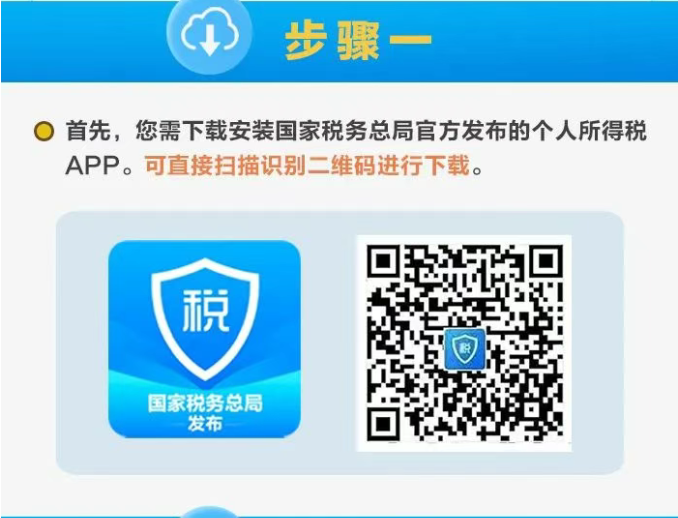 步骤一
首先，您需下载安装国家税务总局官方发布的个人所得税
APP。可直接扫描识别二维码进行下载。
税
国家税务总局
发布
税